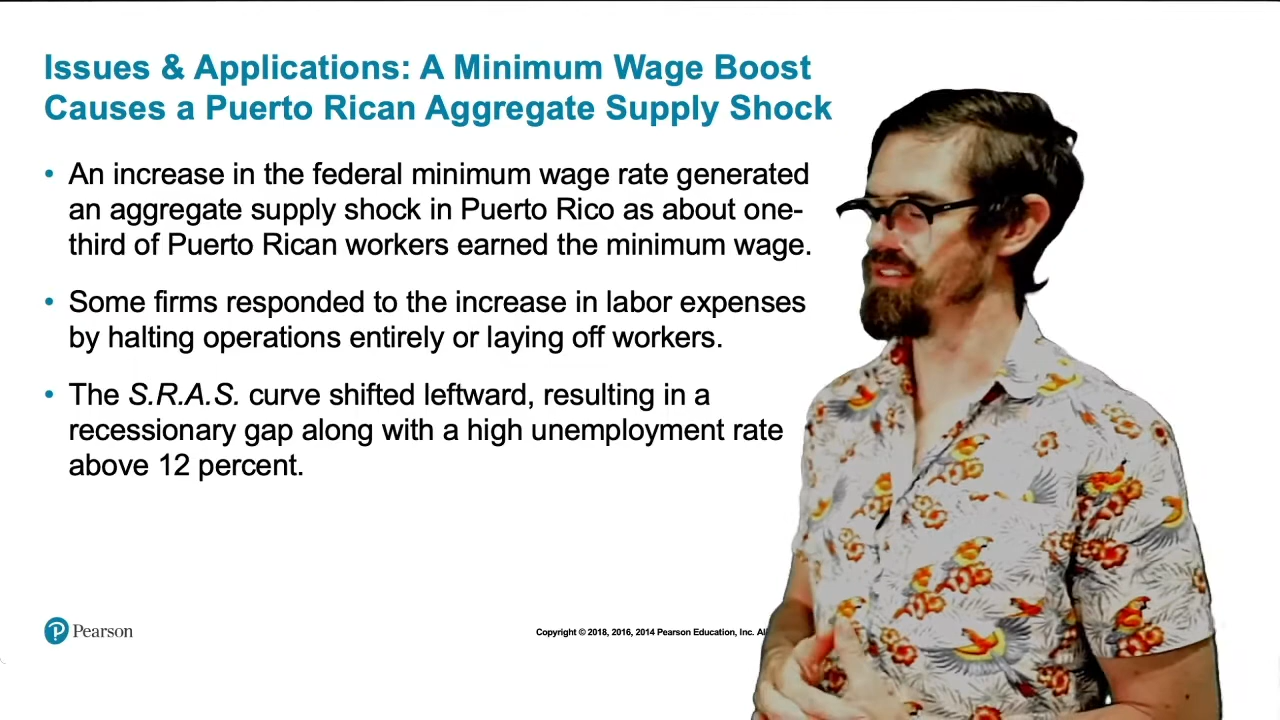 Issues & Applications: A Minimum Wage Boost
Causes a Puerto Rican Aggregate Supply Shock
• An increase in the federal minimum wage rate generated
an aggregate supply shock in Puerto Rico as about one-
third of Puerto Rican workers earned the minimum wage.
• Some firms responded to the increase in labor expenses
by halting operations entirely or laying off workers.
• The S.R.A.S. curve shifted leftward, resulting in a
recessionary gap along with a high unemployment rate
above 12 percent.
P Pearson
Copyright © 2018, 2016, 2014 Pearson Education, Inc.